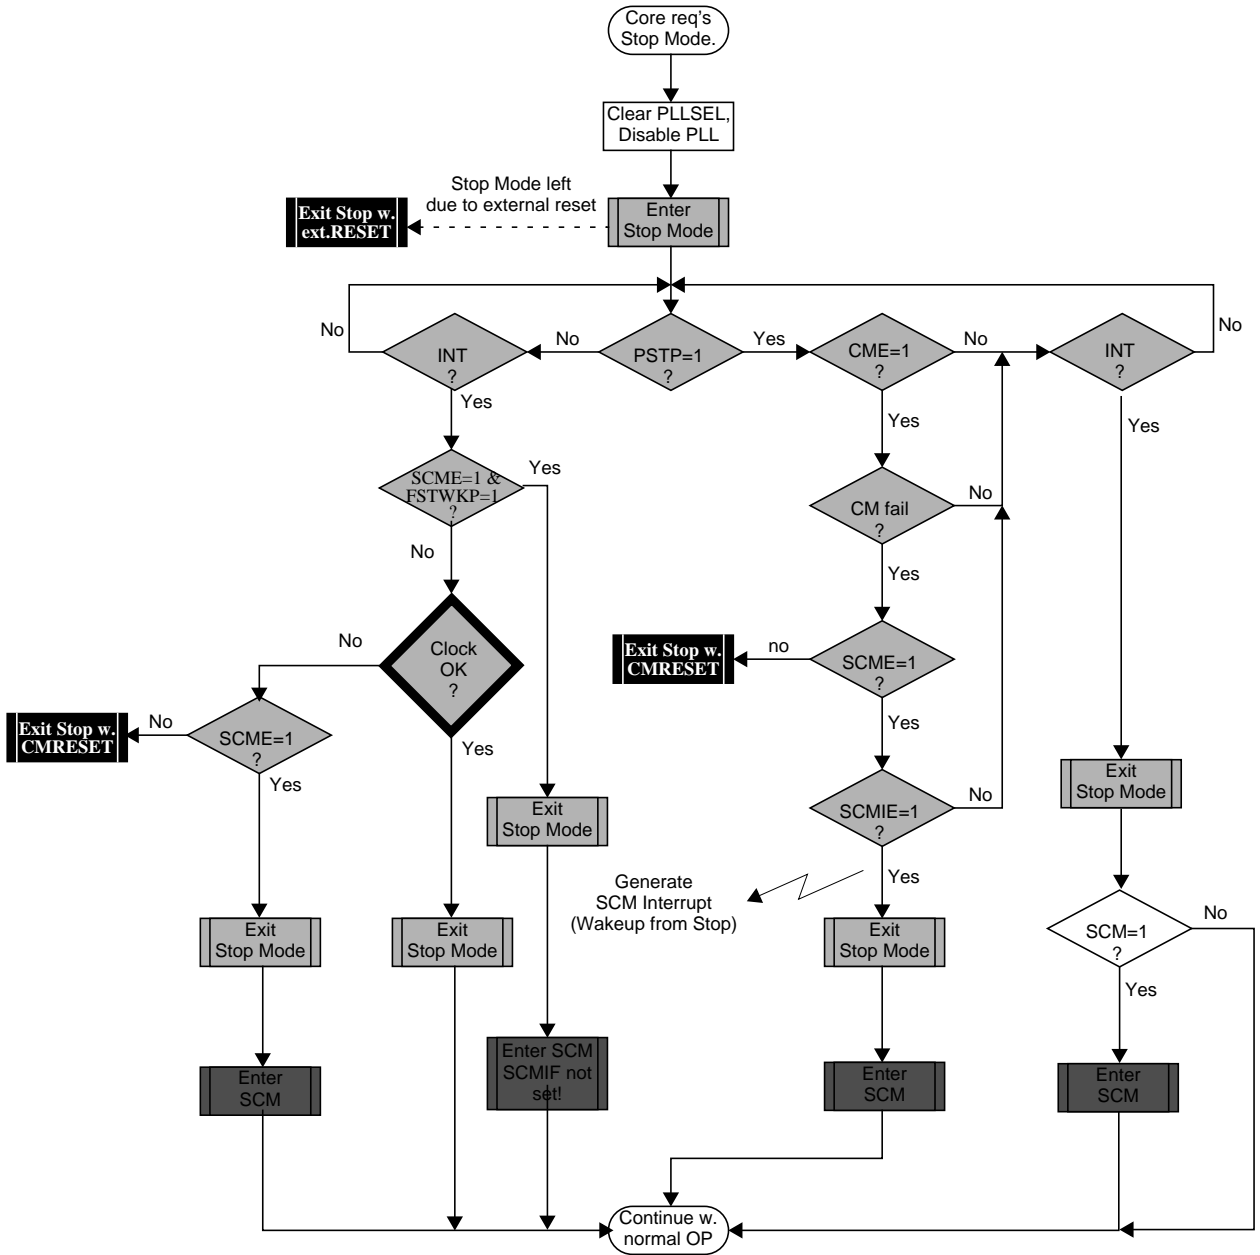 Core req's
Stop Mode.
Clear PLLSEL,
Disable PLL
Stop Mode left
due to external reset
Exit Stop w.
ext.RESET
Enter
Stop Mode
No
INT
?
No
PSTP=1
?
Yes
CME=1
?
No
INT
?
No
Yes
Yes
Yes
SCME=1 &
FSTWKP=1
?
Yes
No
CM fail
?
No
Yes
No
Clock
OK
?
Exit Stop w.
CMRESET
no
SCME=1
?
Yes
Exit Stop w.
CMRESET
No
SCME=1
?
Yes
Yes
Exit
Stop Mode
SCMIE=1
?
No
Exit
Stop Mode
Generate
SCM Interrupt
(Wakeup from Stop)
Yes
Exit
Stop Mode
Exit
Stop Mode
Exit
Stop Mode
SCM=1
?
No
Yes
Enter
SCM
Enter SCM
SCMIF not
set!
Enter
SCM
Enter
SCM
Continue w.
normal OP